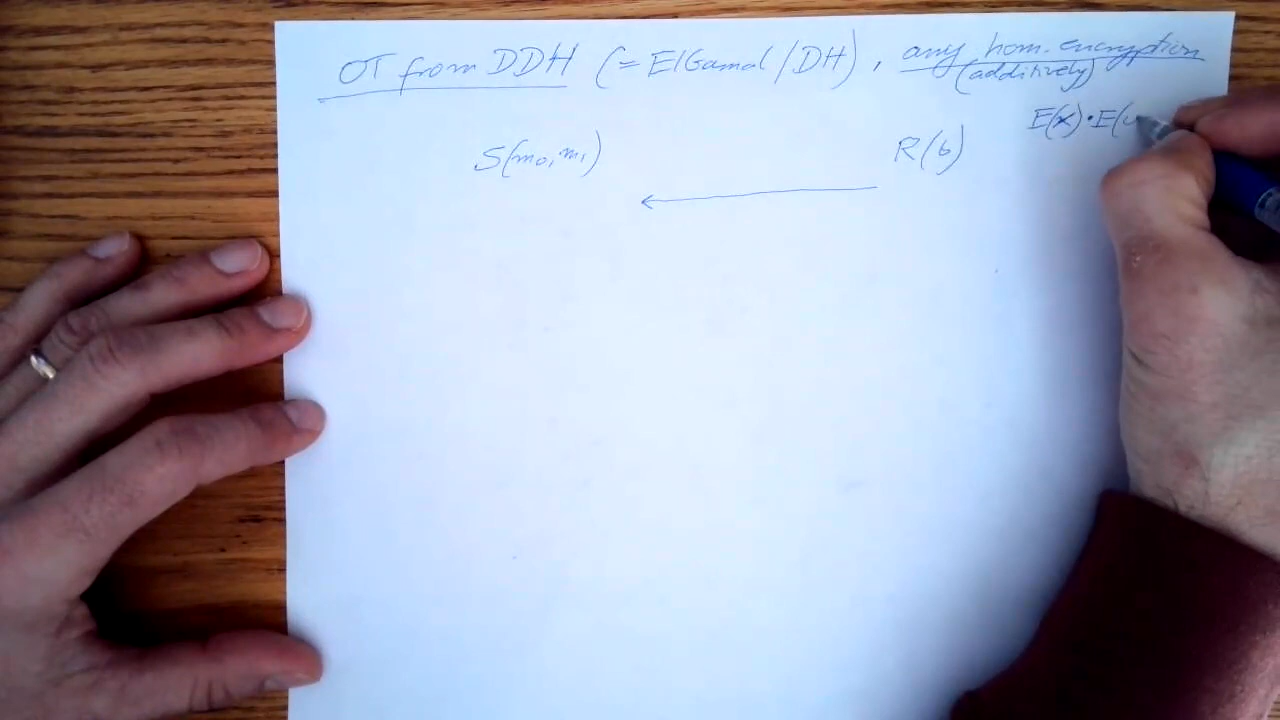 OT from DDH (= ElGamal / DH), any hom. encryption
(additively)
E(x)·E(
S(m0, m1) R(b)